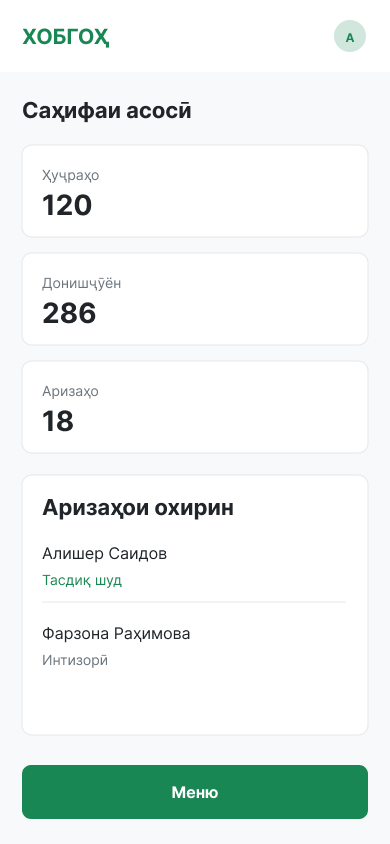 ХОБГОҲ
А
Саҳифаи асосӣ
Ҳуҷраҳо
120
Донишҷӯён
286
Аризаҳо
18
Аризаҳои охирин
Алишер Саидов
Тасдиқ шуд
Фарзона Раҳимова
Интизорӣ
Меню